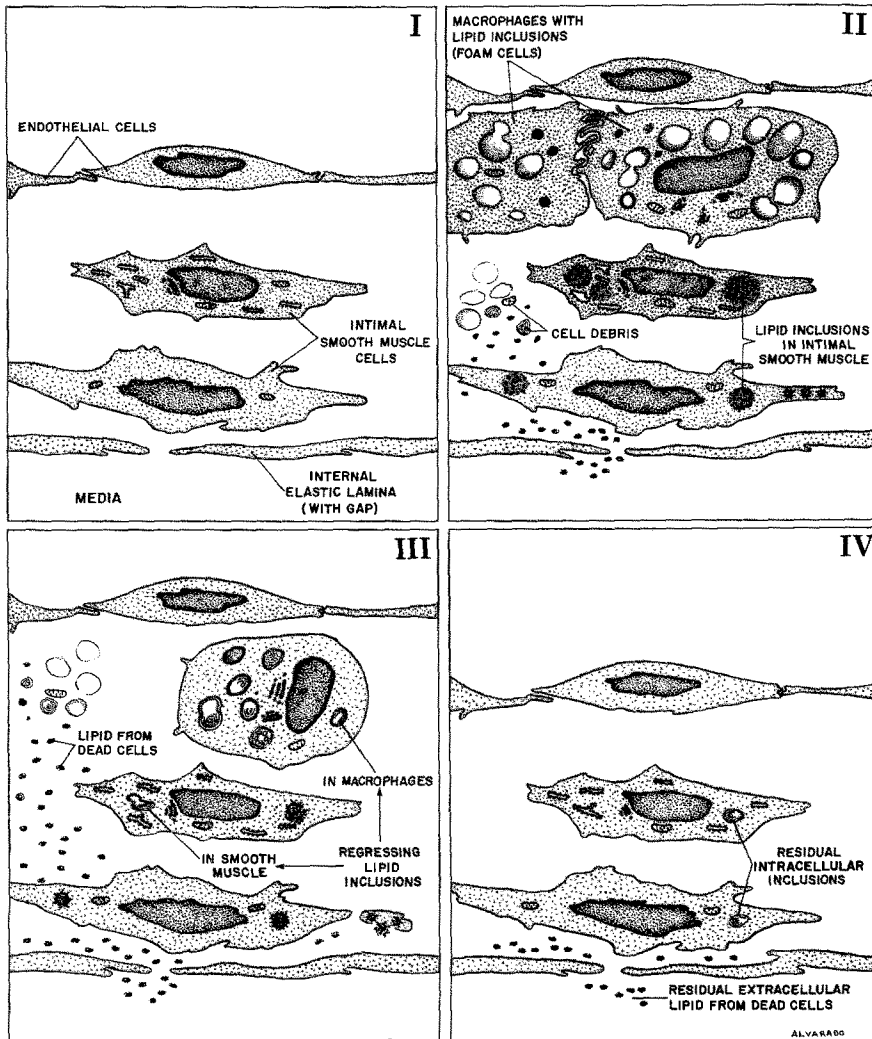 I
ENDOTHELIAL CELLS
INTIMAL
SMOOTH MUSCLE
CELLS
INTERNAL
ELASTIC LAMINA
(WITH GAP)
MEDIA
II
MACROPHAGES WITH
LIPID INCLUSIONS
(FOAM CELLS)
CELL DEBRIS
LIPID INCLUSIONS
IN INTIMAL
SMOOTH MUSCLE
III
LIPID FROM
DEAD CELLS
IN MACROPHAGES
IN SMOOTH
MUSCLE
REGRESSING
LIPID
INCLUSIONS
IV
RESIDUAL
INTRACELLULAR
INCLUSIONS
RESIDUAL EXTRACELLULAR
LIPID FROM DEAD CELLS
ALVARADO